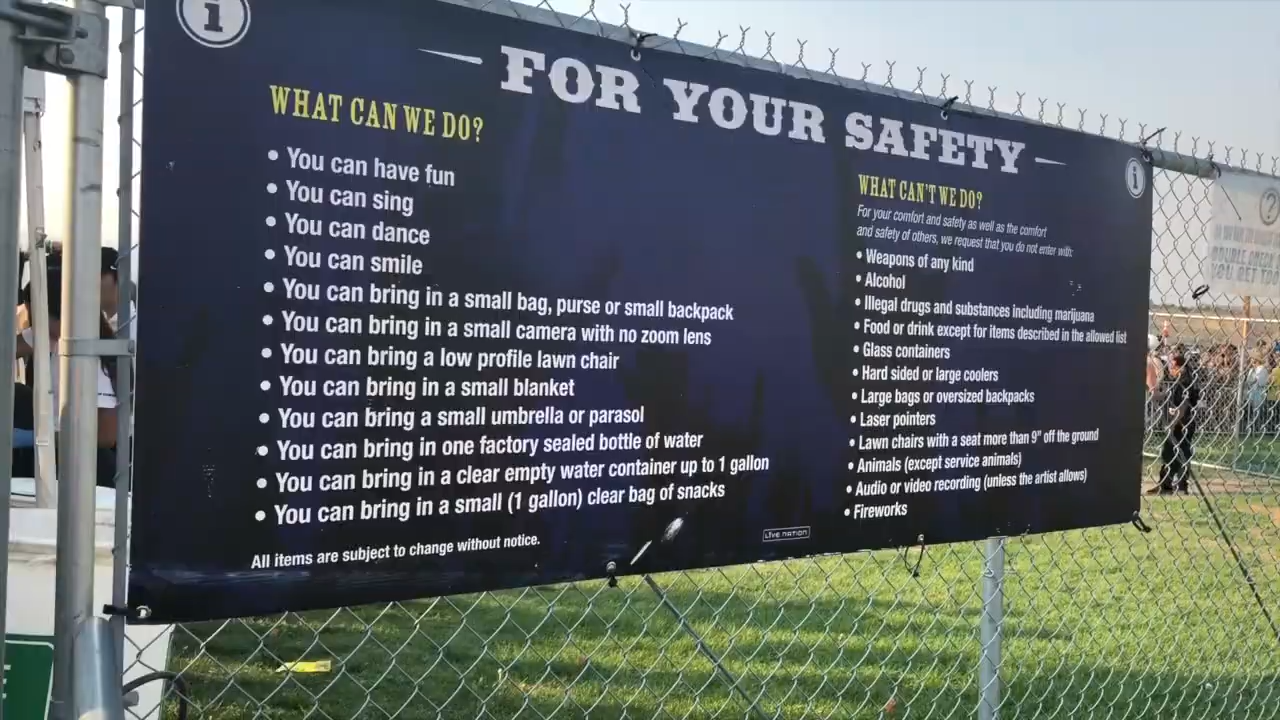 i
FOR YOUR SAFETY
WHAT CAN WE DO?
• You can have fun
• You can sing
• You can dance
• You can smile
• You can bring in a small bag, purse or small backpack
• You can bring in a small camera with no zoom lens
• You can bring a low profile lawn chair
• You can bring in a small blanket
• You can bring a small umbrella or parasol
• You can bring in one factory sealed bottle of water
• You can bring in a clear empty water container up to 1 gallon
• You can bring in a small (1 gallon) clear bag of snacks
All items are subject to change without notice.
i
WHAT CAN'T WE DO?
For your comfort and safety as well as the comfort
and safety of others, we request that you do not enter with:
• Weapons of any kind
• Alcohol
• Illegal drugs and substances including marijuana
• Food or drink except for items described in the allowed list
• Glass containers
• Hard sided or large coolers
• Large bags or oversized backpacks
• Laser pointers
• Lawn chairs with a seat more than 9" off the ground
• Animals (except service animals)
• Audio or video recording (unless the artist allows)
• Fireworks
LIVE NATION
?
DOUBLE CHECK
YOU GET TO
E